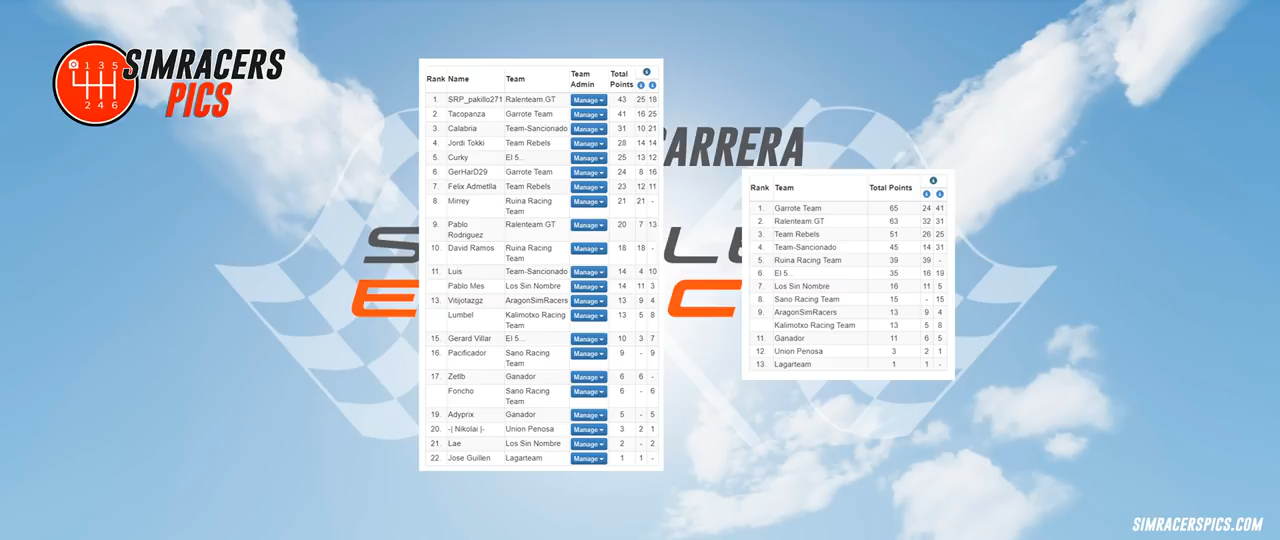 1 3 5
2 4 6
SIMRACERS
PICS
Rank Name Team Team Admin Total Points
1. SRP_pakillo271 Ralenteam GT Manage 43 25 18
2 Tacopanza Garrote Team Manage 41 16 25
3. Calabria Team-Sancionado Manage 31 10 21
4. Jordi Tokki Team Rebels Manage 28 14 14
5. Curky El 5... Manage 25 13 12
6. GerHarD29 Garrote Team Manage 24 8 16
7. Felix Admetlla Team Rebels Manage 23 12 11
8. Mirrey Ruina Racing Team Manage 21 21 -
9. Pablo Rodriguez Ralenteam GT Manage 20 7 13
10. David Ramos Ruina Racing Team Manage 18 18 -
11. Luis Team-Sancionado Manage 14 4 10
Pablo Mes Los Sin Nombre Manage 14 11 3
13. Vitijotazgz AragonSimRacers Manage 13 9 4
Lumbel Kalimotxo Racing Team Manage 13 5 8
15. Gerard Villar El 5... Manage 10 3 7
16. Pacificador Sano Racing Team Manage 9 - 9
17. Zetlb Ganador Manage 6 6 -
Foncho Sano Racing Team Manage 6 - 6
19. Adyprix Ganador Manage 5 - 5
20. -| Nikolai |- Union Penosa Manage 3 2 1
21. Lae Los Sin Nombre Manage 2 - 2
22 Jose Guillen Lagarteam Manage 1 1 -
ARRERA
Rank Team Total Points
1. Garrote Team 65 24 41
2. Ralenteam GT 63 32 31
3. Team Rebels 51 26 25
4. Team-Sancionado 45 14 31
5. Ruina Racing Team 39 39 -
6. El 5... 35 16 19
7. Los Sin Nombre 16 11 5
8. Sano Racing Team 15 - 15
9. AragonSimRacers 13 9 4
Kalimotxo Racing Team 13 5 8
11. Ganador 11 6 5
12. Union Penosa 3 2 1
13. Lagarteam 1 1 -
SIMRACERSPICS.COM